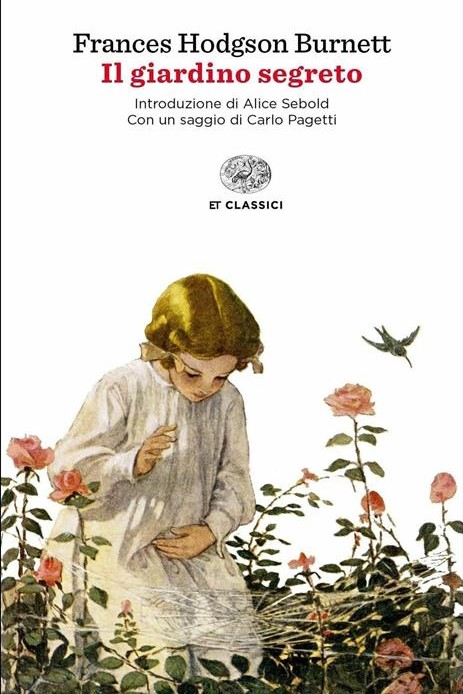 Frances Hodgson Burnett
Il giardino segreto
Introduzione di Alice Sebold
Con un saggio di Carlo Pagetti
ET CLASSICI